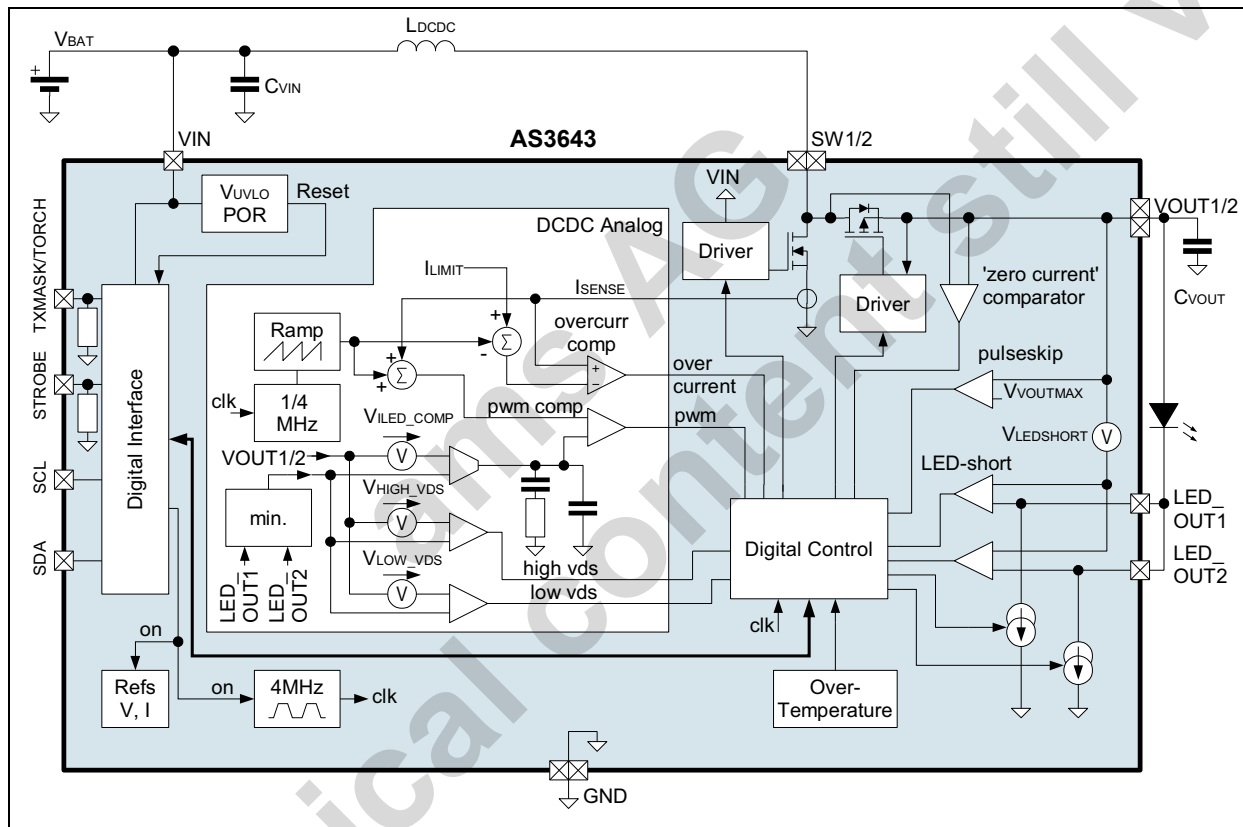 LDCDC
VBAT
+
CVIN
VIN
AS3643
SW1/2
VUVLO
POR
Reset
VIN
VOUT1/2
DCDC Analog
Driver
TXMASK/TORCH
ILIMIT
ISENSE
Driver
'zero current'
comparator
CVOUT
Ramp
+
Σ
-
overcurr
comp
+
Σ
+
+
−
over
current
pulseskip
VVOUTMAX
STROBE
clk
1/4
MHz
pwm comp
pwm
VILED_COMP
V
VLEDSHORT
V
Digital Interface
VOUT1/2
LED-short
SCL
VHIGH_VDS
V
min.
LED_
OUT1
Digital Control
SDA
VLOW_VDS
V
high vds
LED_
OUT2
LED_
OUT1
LED_
OUT2
low vds
clk
on
Refs
V, I
on
4MHz
clk
Over-
Temperature
GND
ams AG
ical content still v